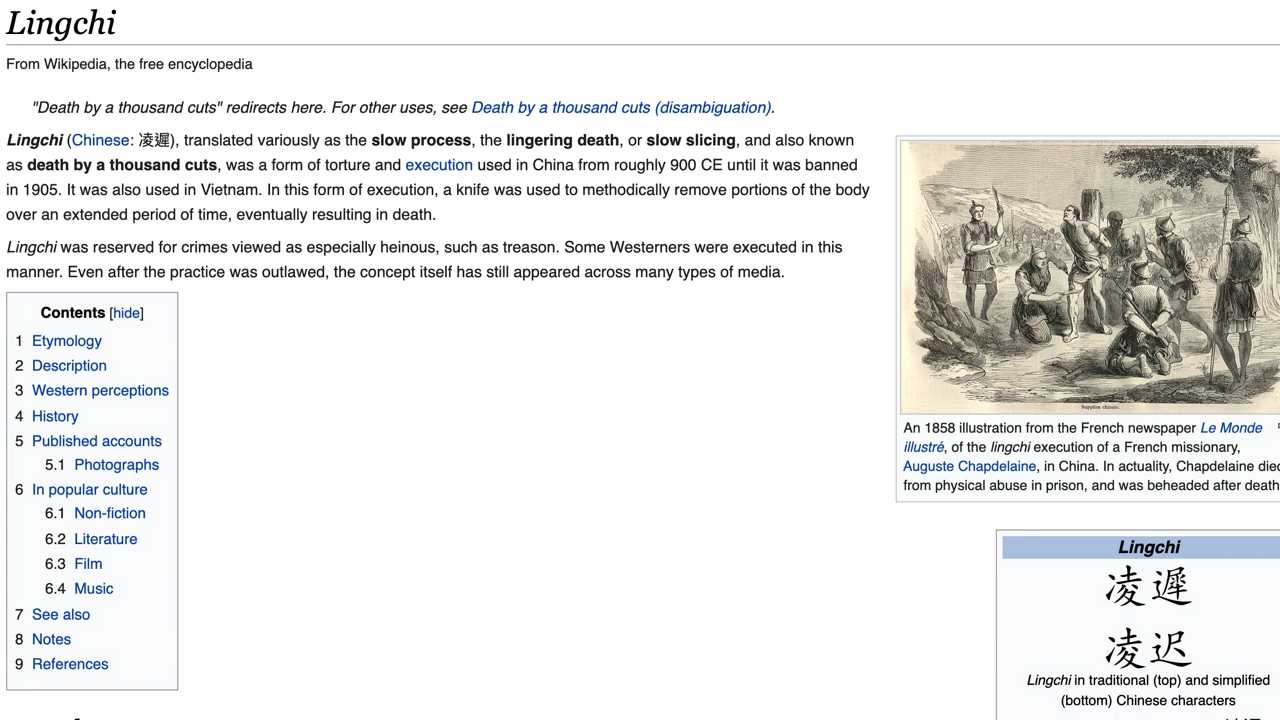 Lingchi
From Wikipedia, the free encyclopedia
"Death by a thousand cuts" redirects here. For other uses, see Death by a thousand cuts (disambiguation).
Lingchi (Chinese: 凌遲), translated variously as the slow process, the lingering death, or slow slicing, and also known
as death by a thousand cuts, was a form of torture and execution used in China from roughly 900 CE until it was banned
in 1905. It was also used in Vietnam. In this form of execution, a knife was used to methodically remove portions of the body
over an extended period of time, eventually resulting in death.
Lingchi was reserved for crimes viewed as especially heinous, such as treason. Some Westerners were executed in this
manner. Even after the practice was outlawed, the concept itself has still appeared across many types of media.
Contents [hide]
1 Etymology
2 Description
3 Western perceptions
4 History
5 Published accounts
5.1 Photographs
6 In popular culture
6.1 Non-fiction
6.2 Literature
6.3 Film
6.4 Music
7 See also
8 Notes
9 References
Supplice chinois.
An 1858 illustration from the French newspaper Le Monde
illustré, of the lingchi execution of a French missionary,
Auguste Chapdelaine, in China. In actuality, Chapdelaine died
from physical abuse in prison, and was beheaded after death
Lingchi
凌遲
凌迟
Lingchi in traditional (top) and simplified
(bottom) Chinese characters